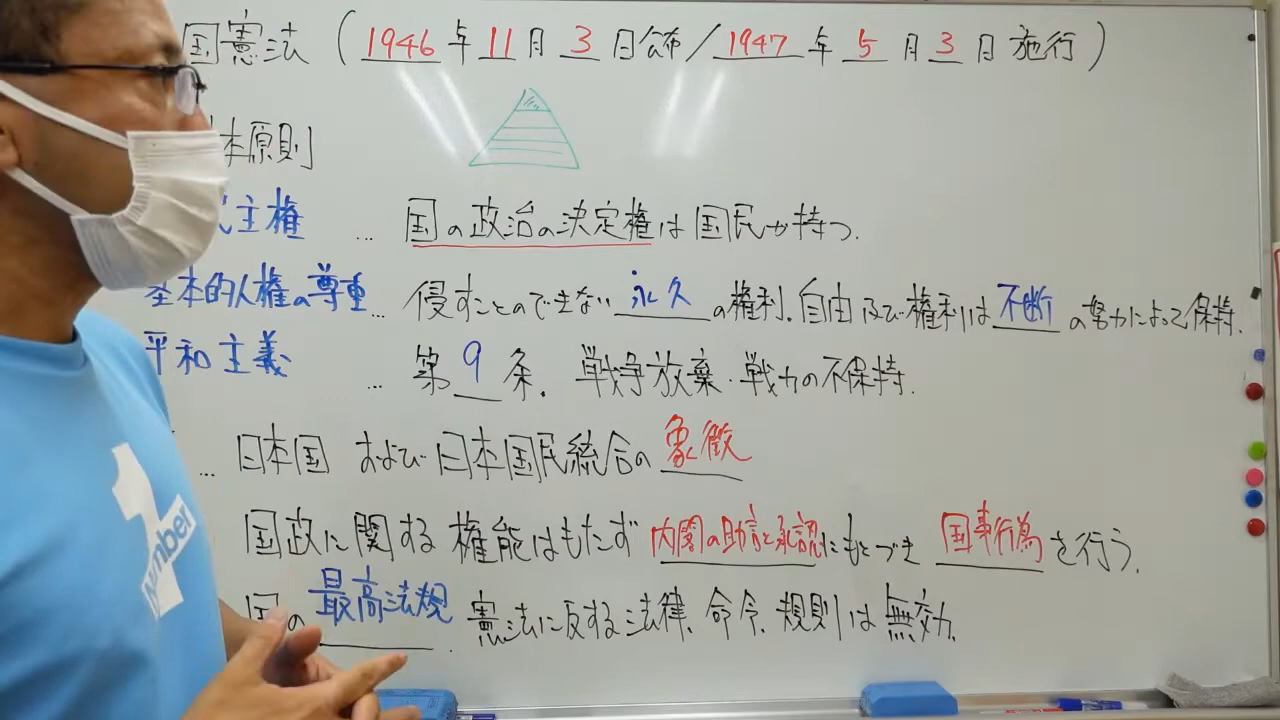 国憲法 (1946年11月3日公布/1947年5月3日施行)
本原則
主権 … 国の政治の決定権は国民が持つ.
基本的人権の尊重 … 侵すことのできない永久の権利.自由及び権利は不断の努力によって保持.
平和主義 … 第9条.戦争放棄・戦力の不保持.
… 日本国 および 日本国民統合の象徴
国政に関する権能はもたず 内閣の助言と承認にもとづき 国事行為を行う.
国の最高法規.憲法に反する法律、命令、規則は無効.
Number